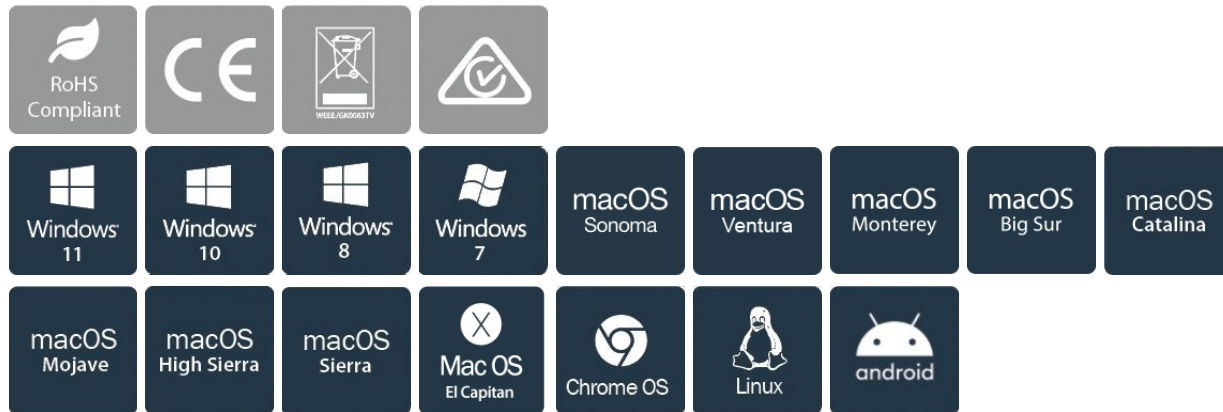 RoHS
Compliant
CE
WEEE/GK0063TV
Windows
11
Windows
10
Windows
8
Windows
7
macOS
Sonoma
macOS
Ventura
macOS
Monterey
macOS
Big Sur
macOS
Catalina
macOS
Mojave
macOS
High Sierra
macOS
Sierra
X
Mac OS
El Capitan
Chrome OS
Linux
android